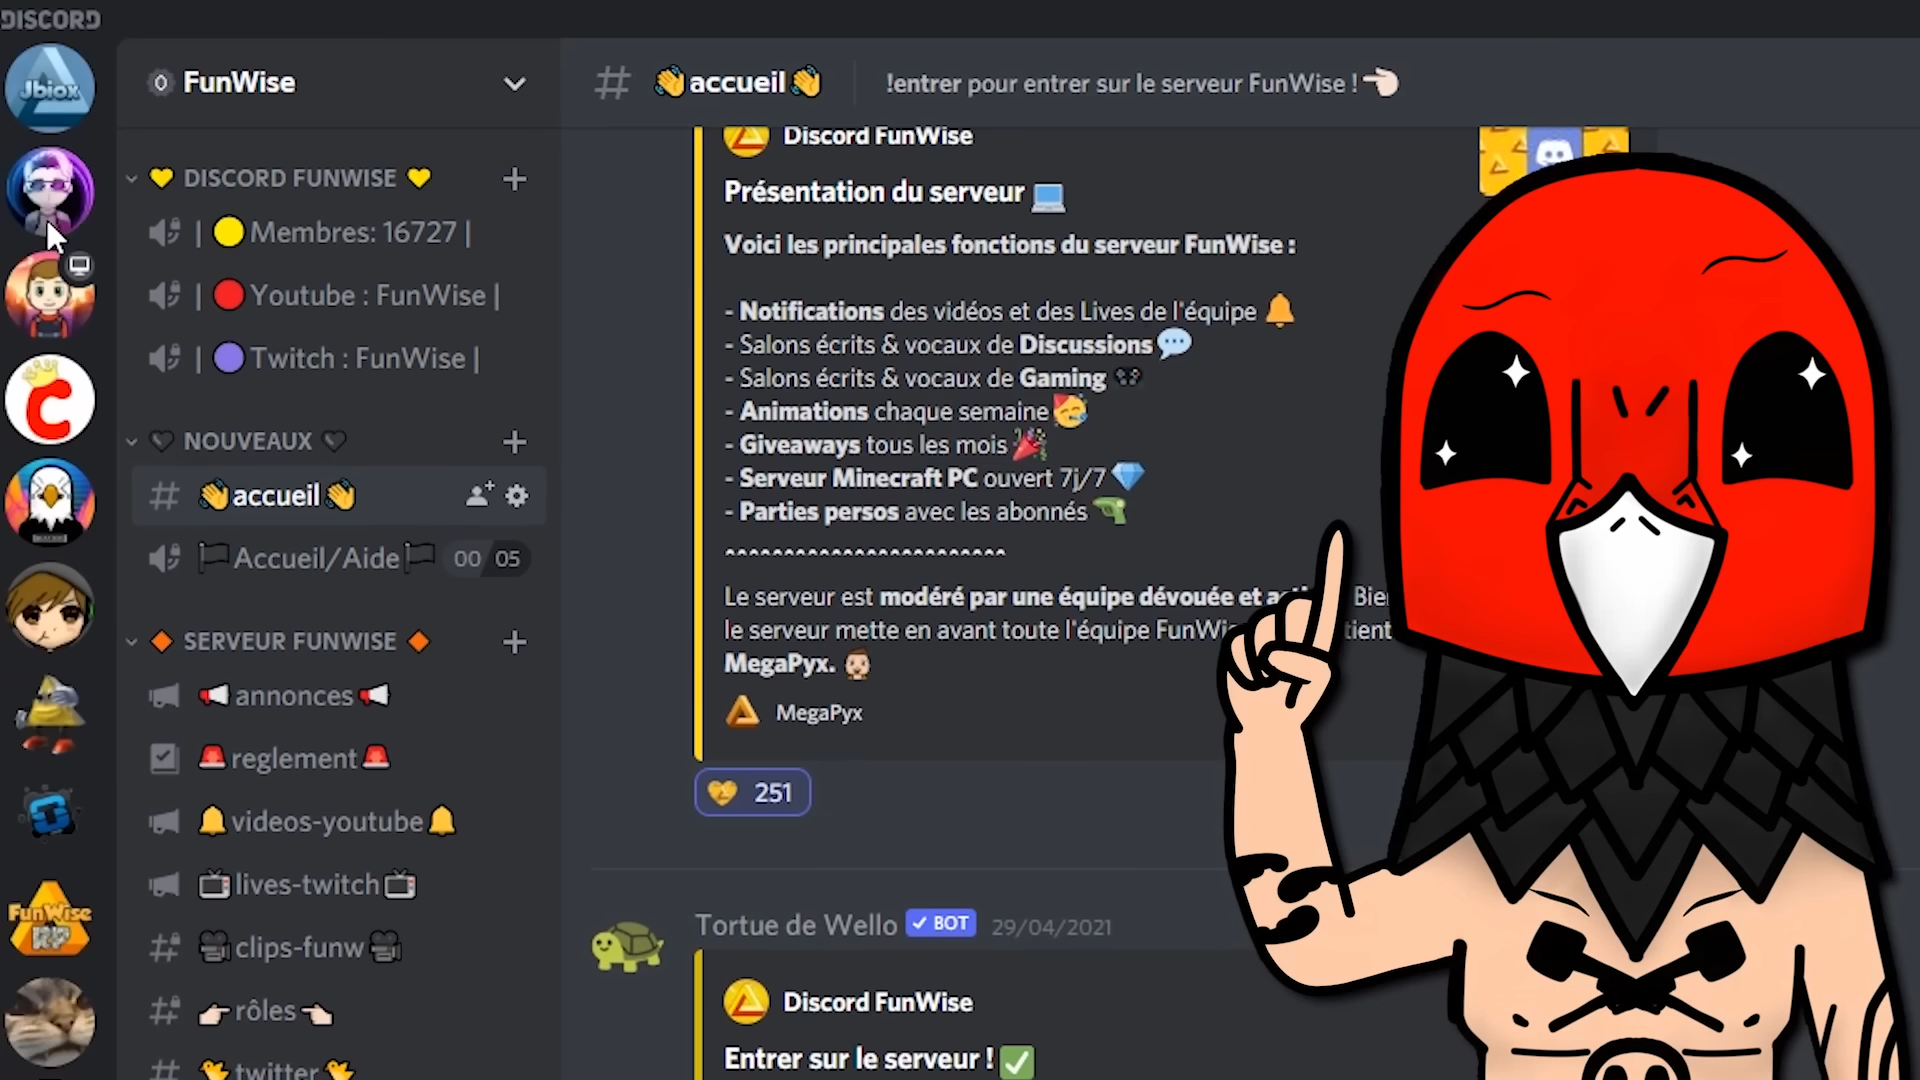 DISCORD
Jbiox
FunWise
accueil
!entrer pour entrer sur le serveur FunWise !
DISCORD FUNWISE
| Membres: 16727 |
| Youtube : FunWise |
| Twitch : FunWise |
NOUVEAUX
accueil
Accueil/Aide 00 05
SERVEUR FUNWISE
annonces
reglement
videos-youtube
lives-twitch
clips-funw
rôles
twitter
C
FunWise
RP
Discord FunWise
Présentation du serveur
Voici les principales fonctions du serveur FunWise :
- Notifications des vidéos et des Lives de l'équipe
- Salons écrits & vocaux de Discussions
- Salons écrits & vocaux de Gaming
- Animations chaque semaine
- Giveaways tous les mois
- Serveur Minecraft PC ouvert 7j/7
- Parties persos avec les abonnés
^^^^^^^^^^^^^^^^^^^^^^^^
Le serveur est modéré par une équipe dévouée et
le serveur mette en avant toute l'équipe
MegaPyx.
MegaPyx
251
Tortue de Wello BOT 29/04/2021
Discord FunWise
Entrer sur le serveur !